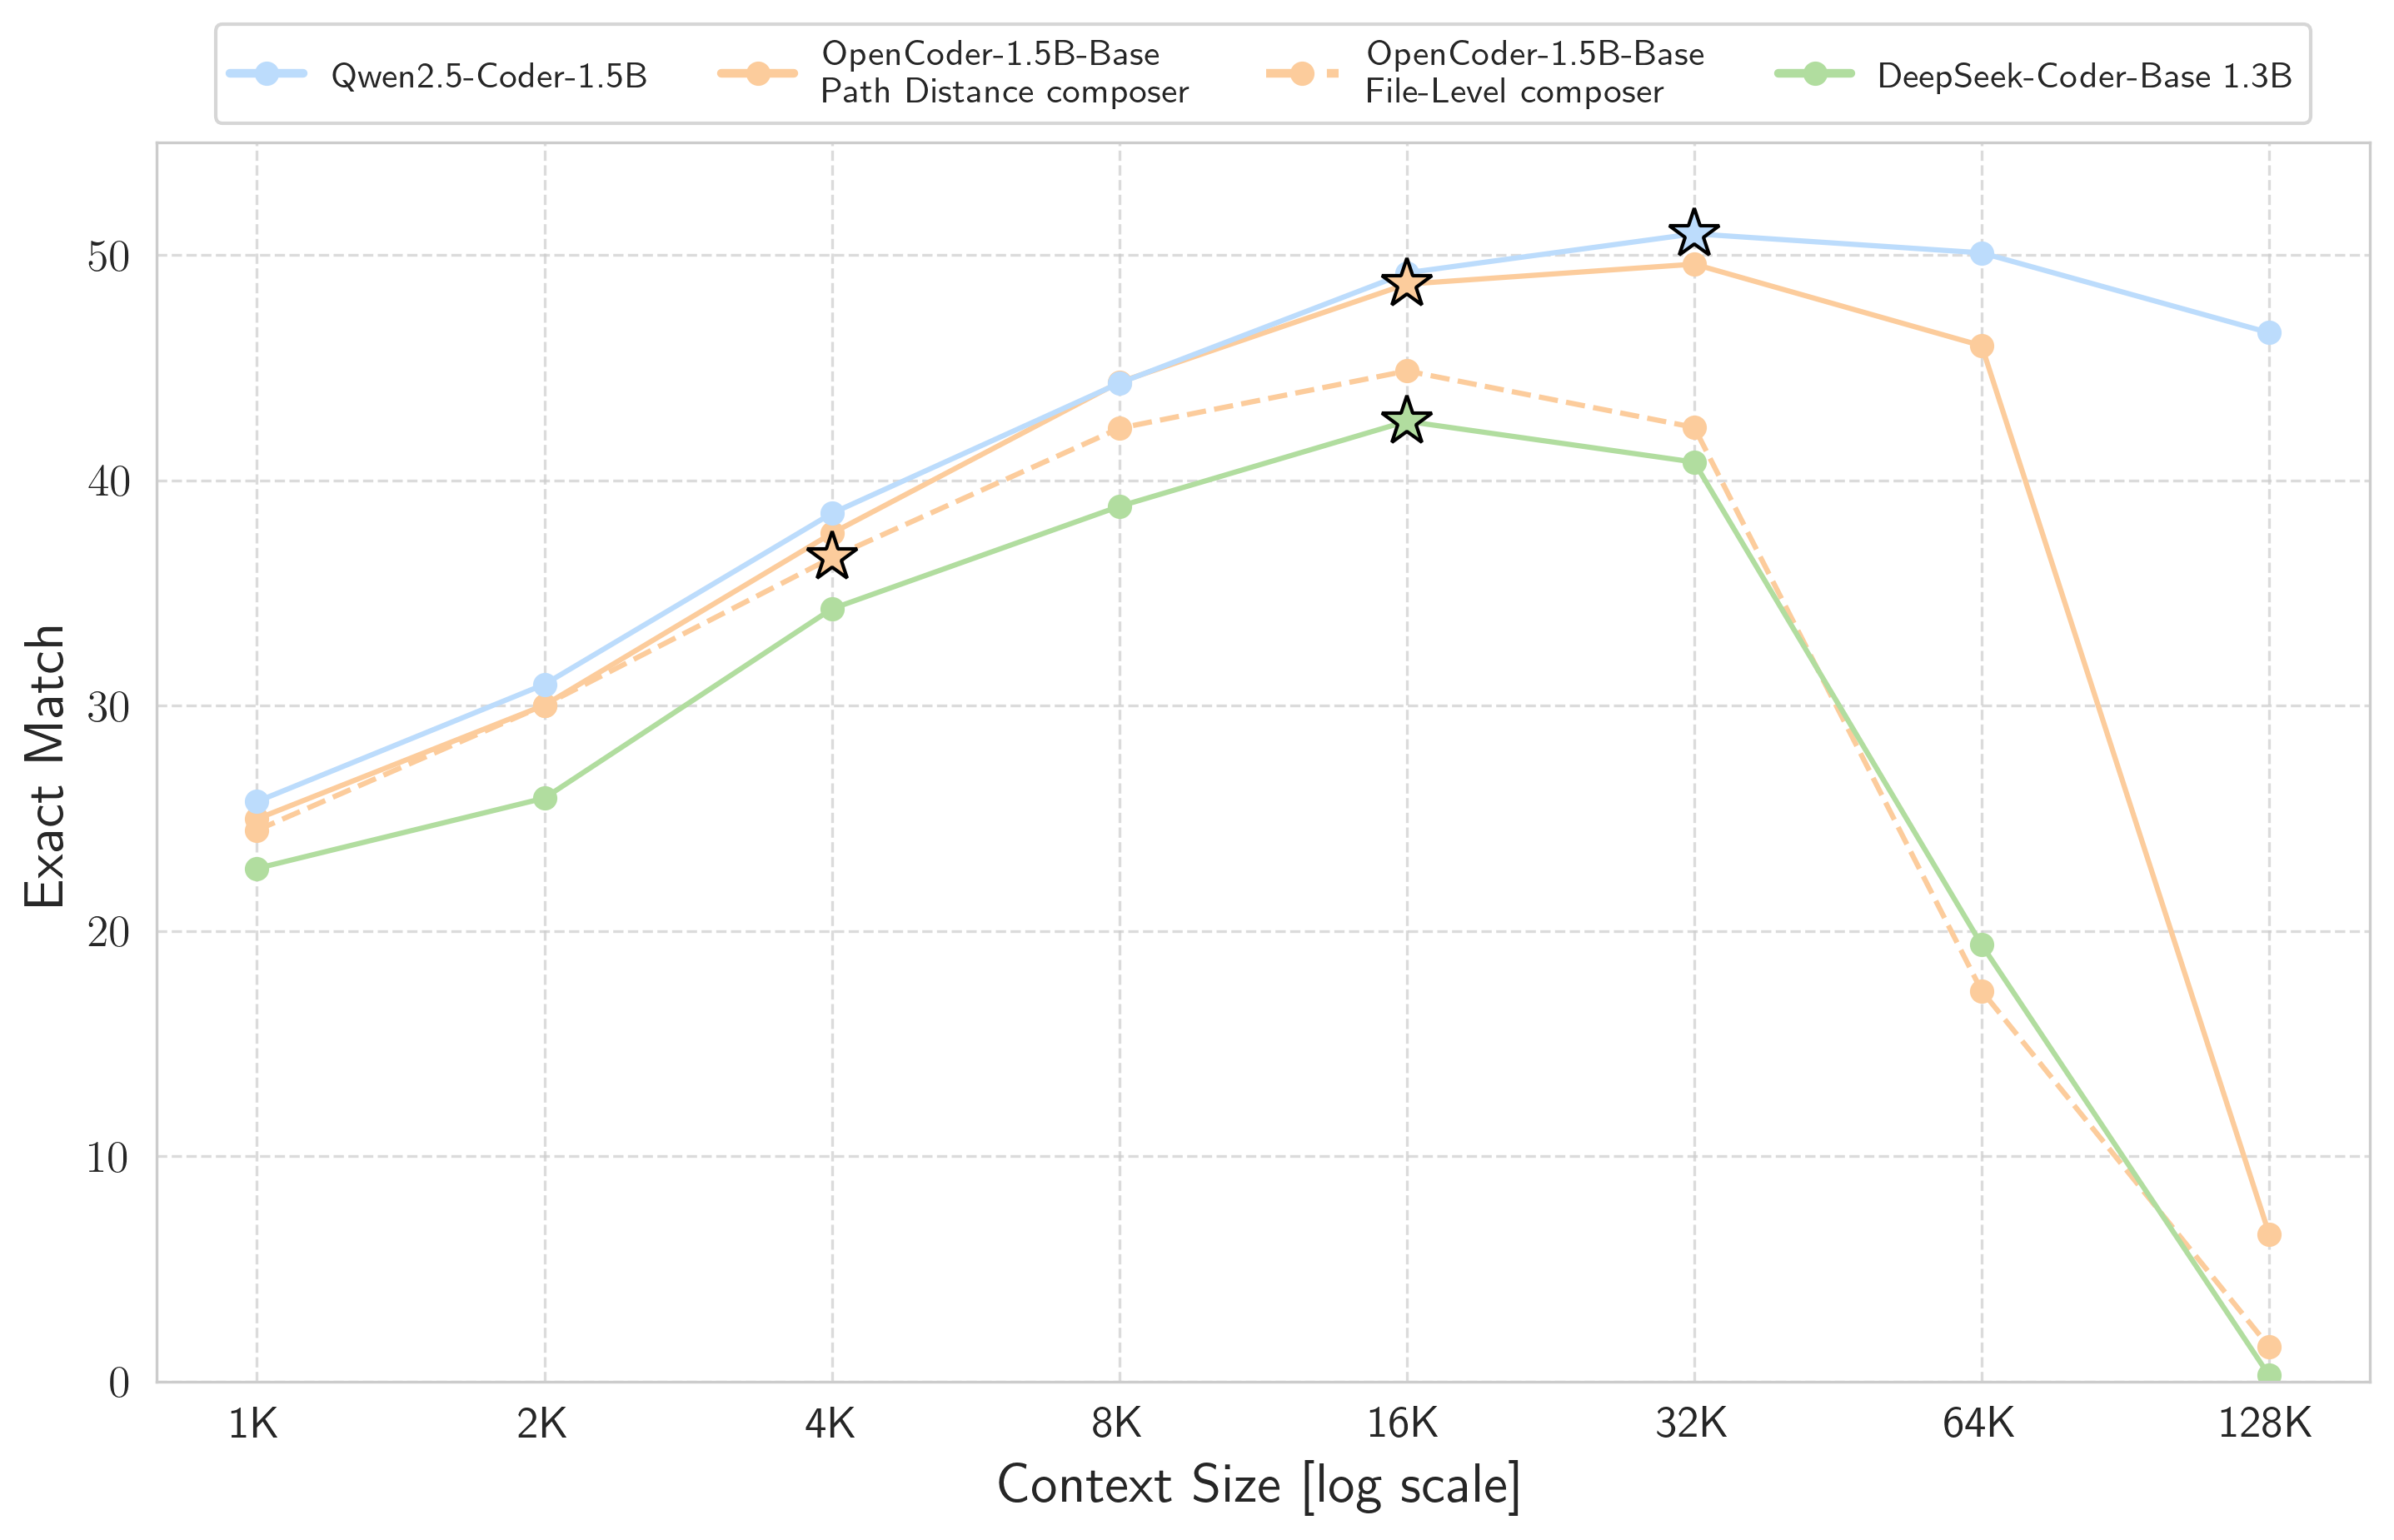 Qwen2.5-Coder-1.5B
OpenCoder-1.5B-Base
Path Distance composer
OpenCoder-1.5B-Base
File-Level composer
DeepSeek-Coder-Base 1.3B
50
40
30
20
10
0
Exact Match
1K
2K
4K
8K
16K
32K
64K
128K
Context Size [log scale]